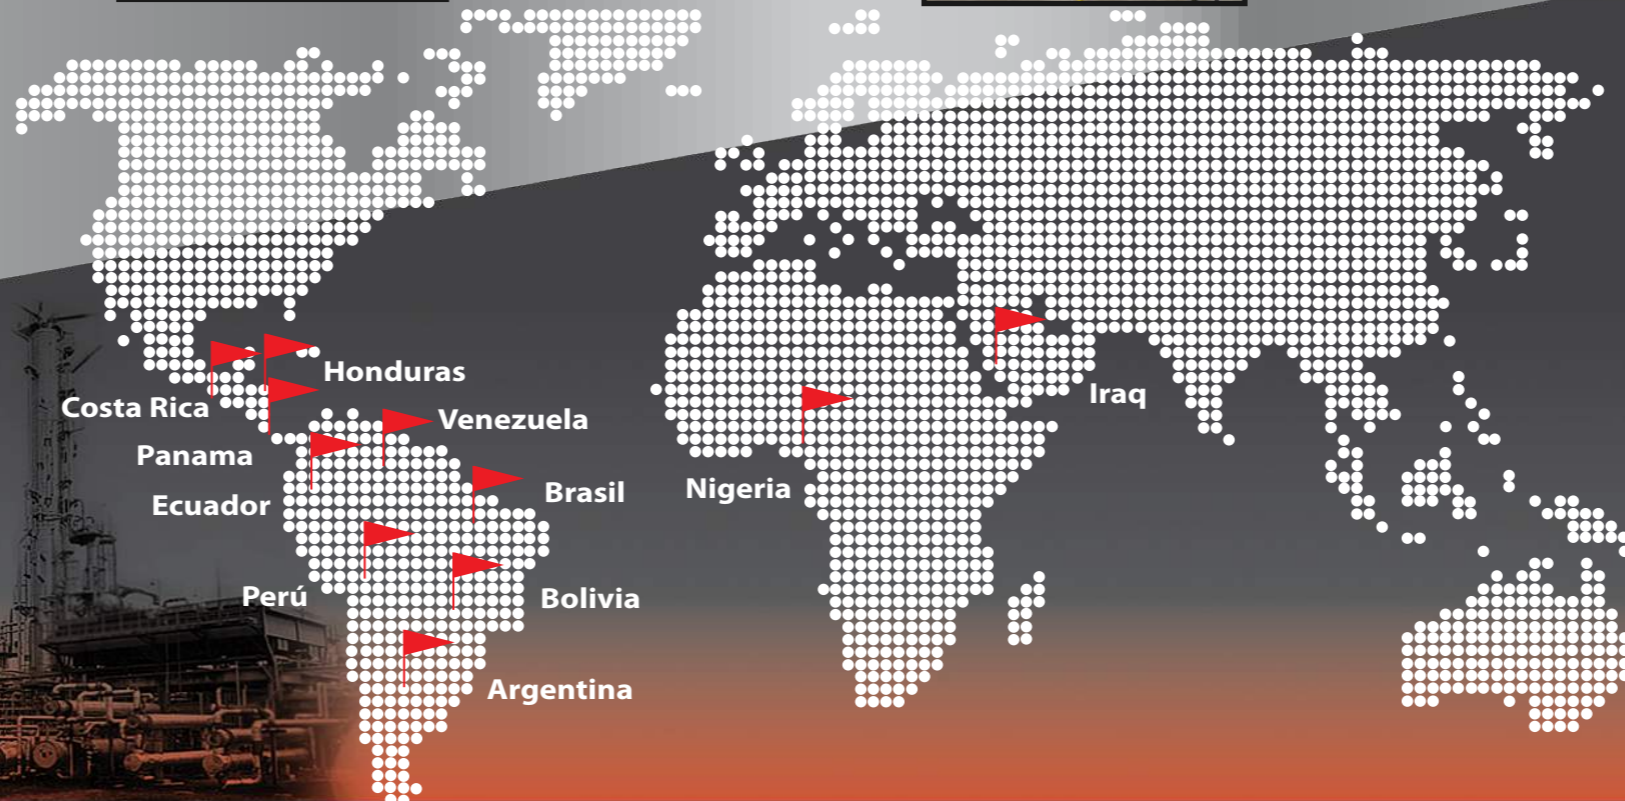 Honduras
Costa Rica
Venezuela
Panama
Ecuador
Brasil
Perú
Bolivia
Argentina
Nigeria
Iraq